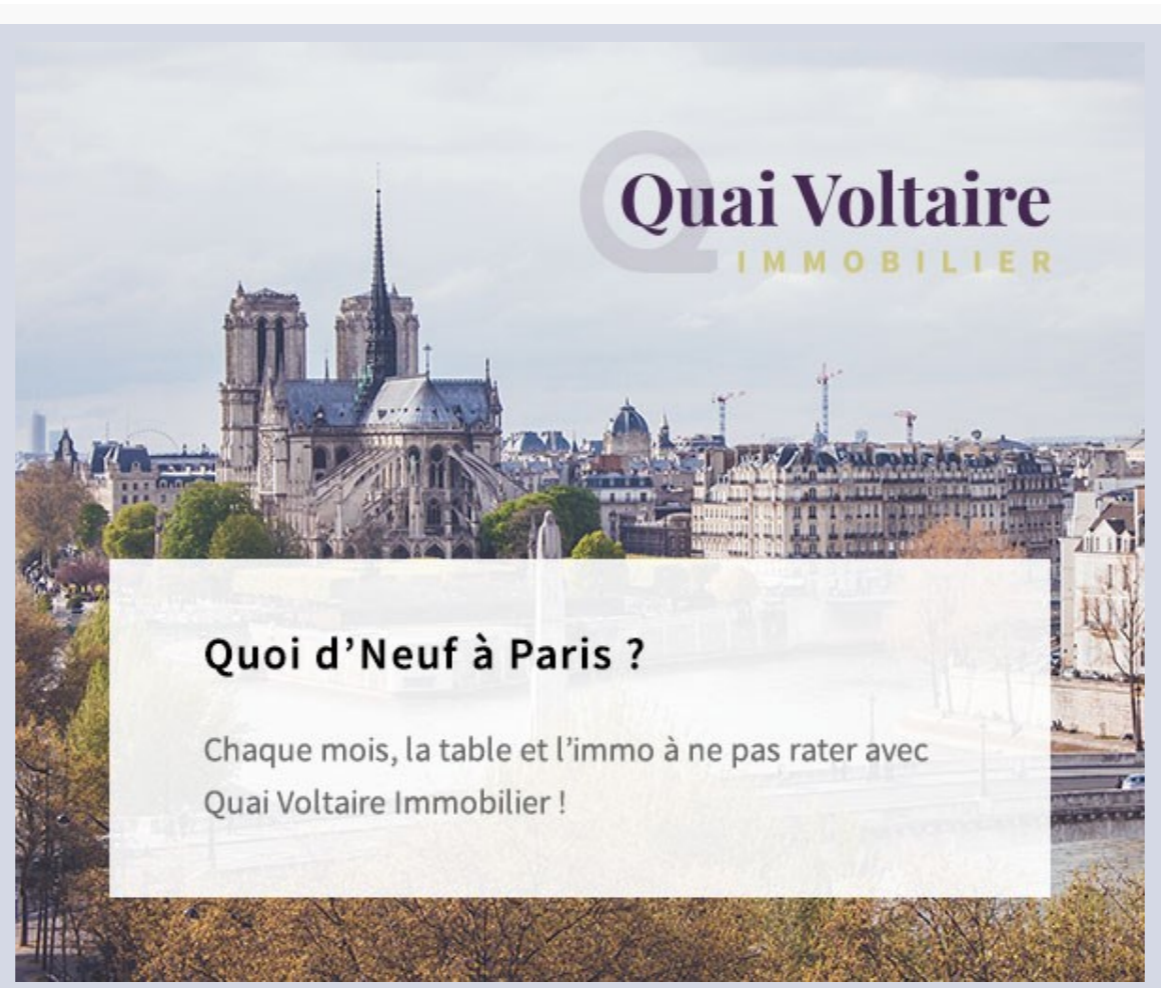 Quai Voltaire
IMMOBILIER
Quoi d’Neuf à Paris ?
Chaque mois, la table et l’immo à ne pas rater avec
Quai Voltaire Immobilier !